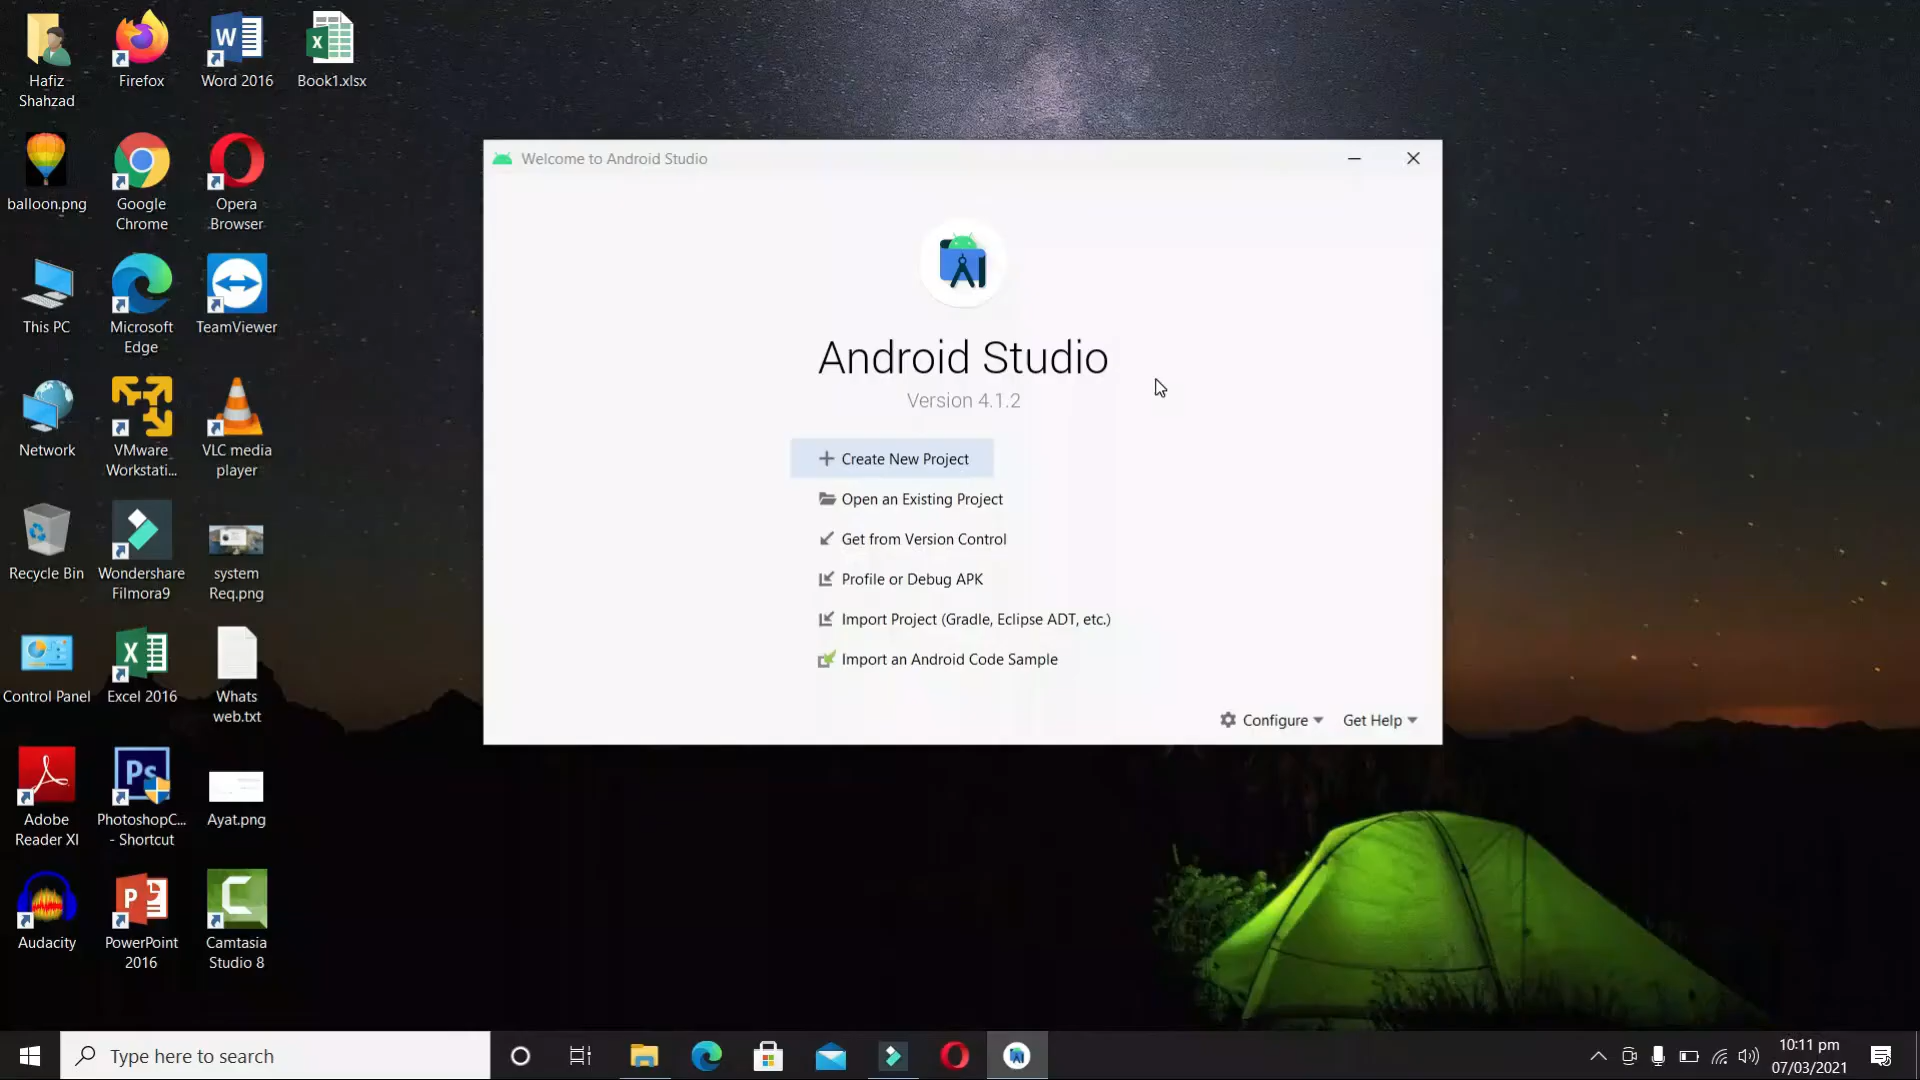 Hafiz
Shahzad
Firefox
Word 2016
Book1.xlsx
balloon.png
Google
Chrome
Opera
Browser
This PC
Microsoft
Edge
TeamViewer
Network
VMware
Workstati...
VLC media
player
Recycle Bin
Wondershare
Filmora9
system
Req.png
Control Panel
Excel 2016
Whats
web.txt
Adobe
Reader XI
PhotoshopC...
- Shortcut
Ayat.png
Audacity
PowerPoint
2016
Camtasia
Studio 8
Welcome to Android Studio
Android Studio
Version 4.1.2
Create New Project
Open an Existing Project
Get from Version Control
Profile or Debug APK
Import Project (Gradle, Eclipse ADT, etc.)
Import an Android Code Sample
Configure
Get Help
Type here to search
10:11 pm
07/03/2021